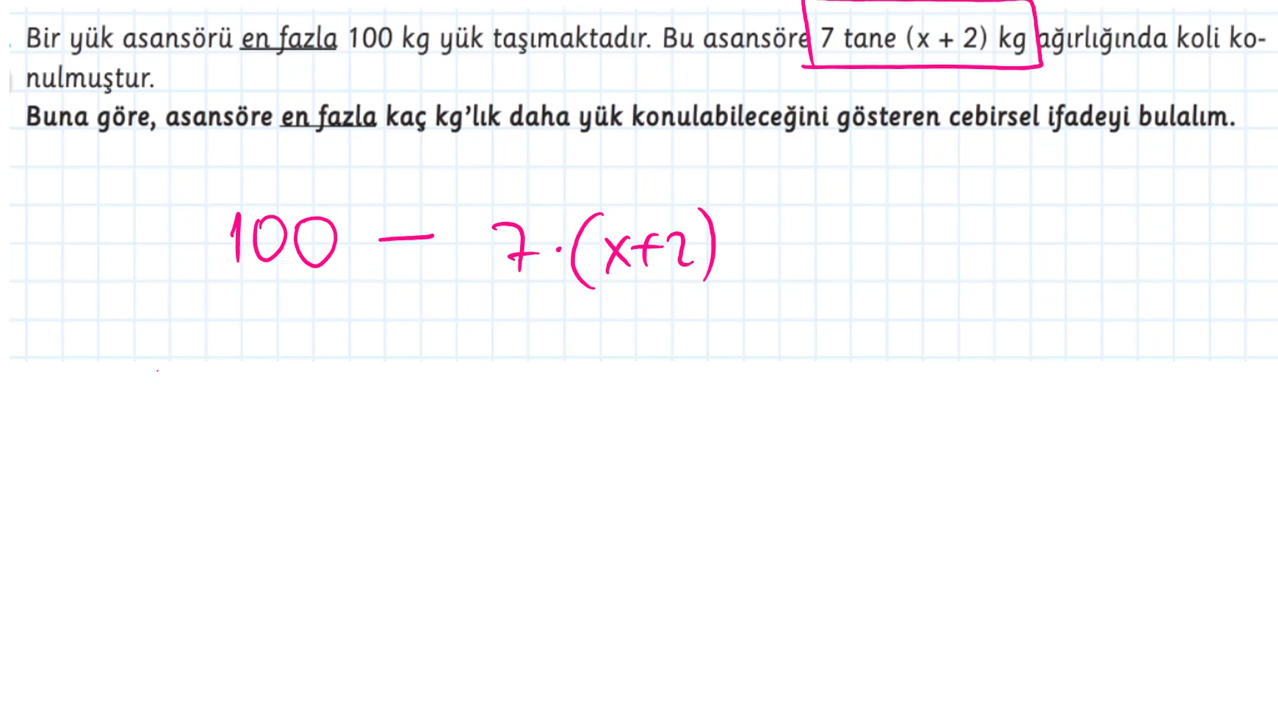 Bir yük asansörü en fazla 100 kg yük taşımaktadır. Bu asansöre 7 tane (x + 2) kg ağırlığında koli ko-
nulmuştur.
Buna göre, asansöre en fazla kaç kg'lık daha yük konulabileceğini gösteren cebirsel ifadeyi bulalım.
100 — 7·(x+2)